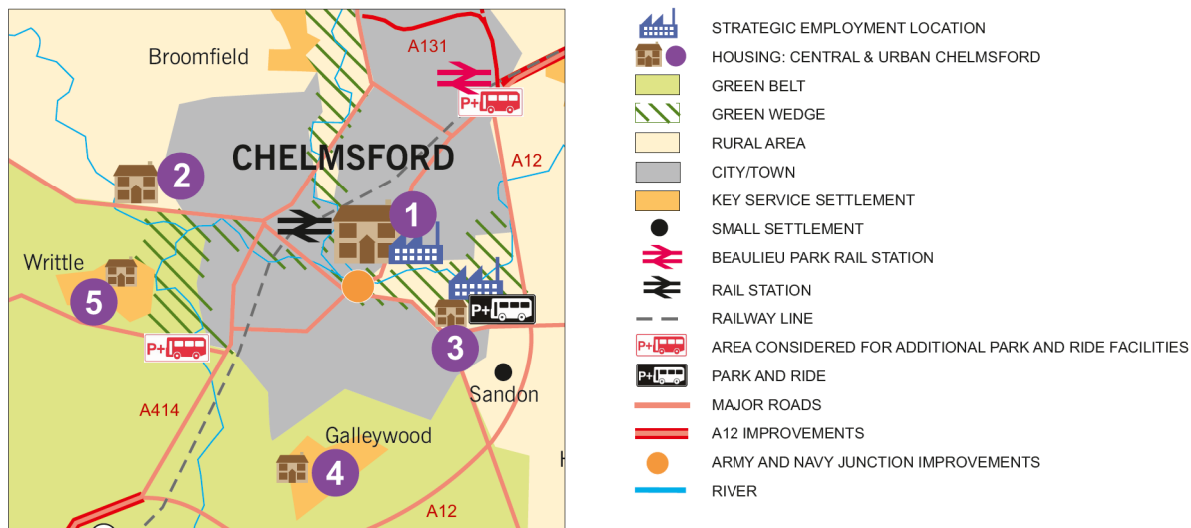 Broomfield
A131
P+
CHELMSFORD
A12
2
1
Writtle
5
P+
3
P+
Sandon
A414
Galleywood
4
A12
STRATEGIC EMPLOYMENT LOCATION
HOUSING: CENTRAL & URBAN CHELMSFORD
GREEN BELT
GREEN WEDGE
RURAL AREA
CITY/TOWN
KEY SERVICE SETTLEMENT
SMALL SETTLEMENT
BEAULIEU PARK RAIL STATION
RAIL STATION
RAILWAY LINE
P+ AREA CONSIDERED FOR ADDITIONAL PARK AND RIDE FACILITIES
P+ PARK AND RIDE
MAJOR ROADS
A12 IMPROVEMENTS
ARMY AND NAVY JUNCTION IMPROVEMENTS
RIVER